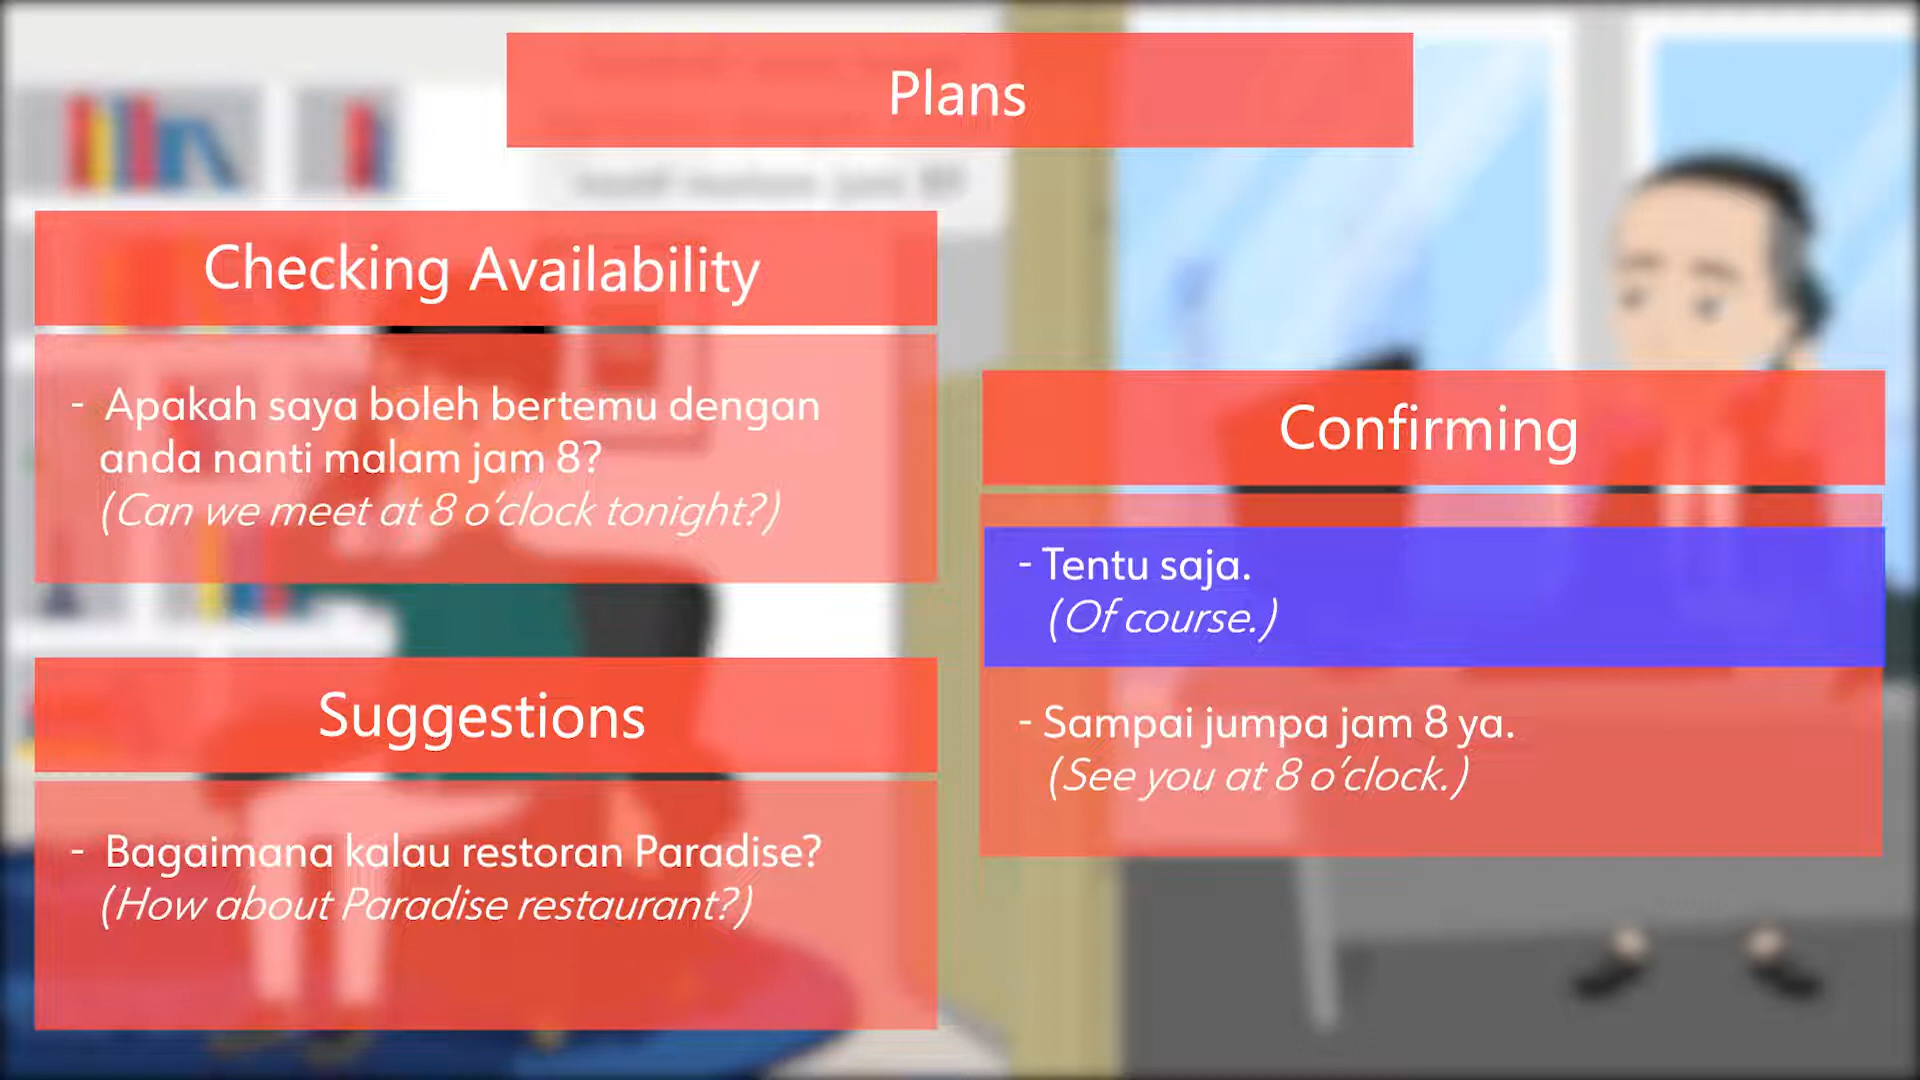 Plans
Checking Availability
- Apakah saya boleh bertemu dengan
anda nanti malam jam 8?
(Can we meet at 8 o'clock tonight?)
Suggestions
- Bagaimana kalau restoran Paradise?
(How about Paradise restaurant?)
Confirming
- Tentu saja.
(Of course.)
- Sampai jumpa jam 8 ya.
(See you at 8 o'clock.)